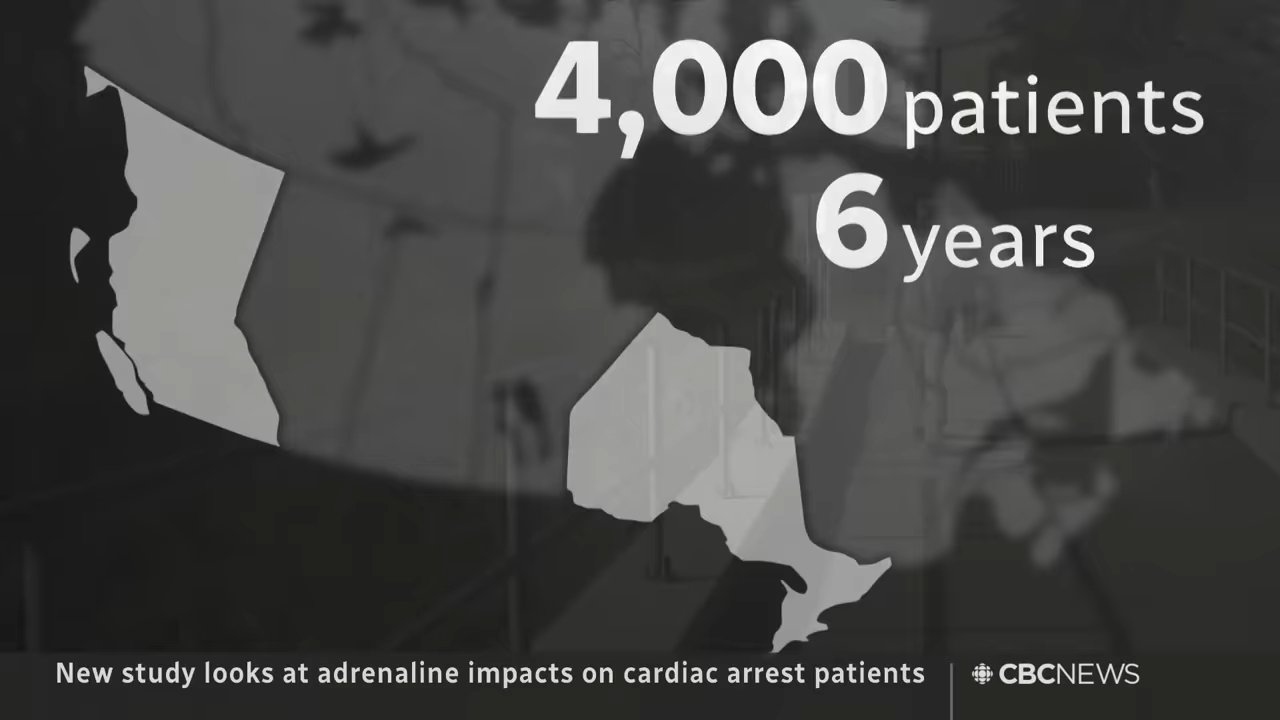 4,000 patients
6 years
New study looks at adrenaline impacts on cardiac arrest patients
CBCNEWS